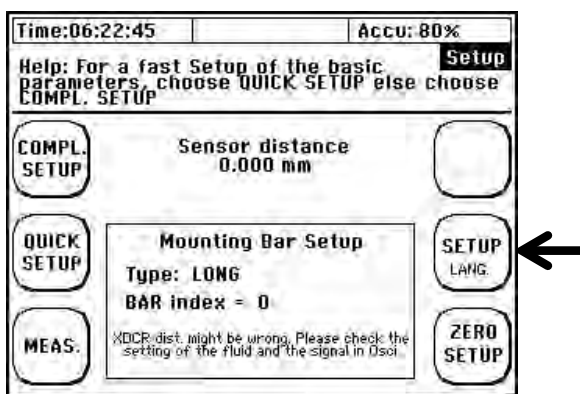 Time:06:22:45
Accu: 80%
Setup
Help: For a fast Setup of the basic
parameters, choose QUICK SETUP else choose
COMPL. SETUP
COMPL.
SETUP
Sensor distance
0.000 mm
QUICK
SETUP
Mounting Bar Setup
Type: LONG
BAR index = 0
XDCR dist. might be wrong. Please check the
setting of the fluid and the signal in Osci.
SETUP
LANG.
MEAS.
ZERO
SETUP